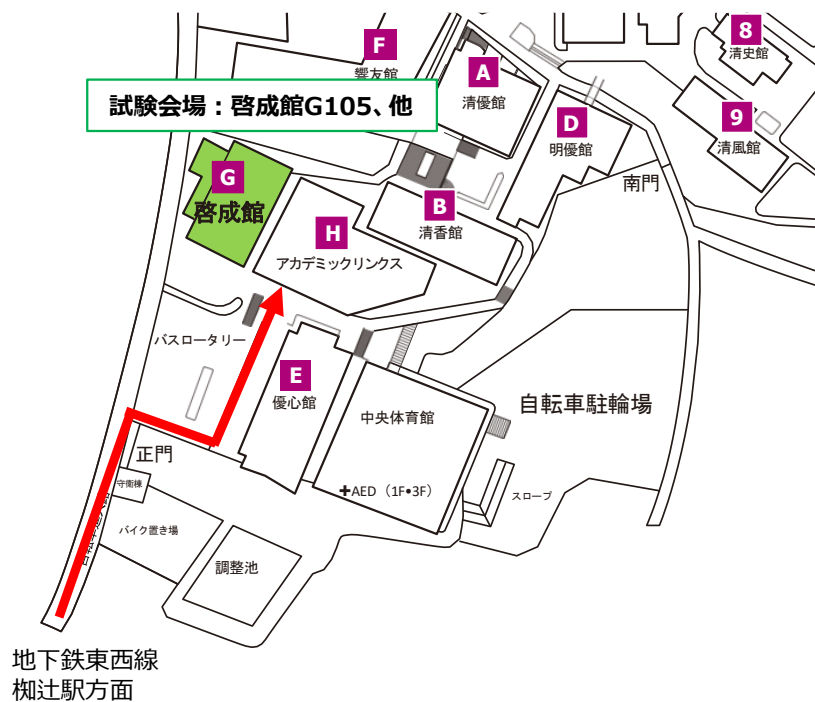 8
清史館
F
響友館
A
清優館
試験会場：啓成館G105、他
D
明優館
9
清風館
G
啓成館
南門
B
清香館
H
アカデミックリンクス
バスロータリー
E
優心館
中央体育館
自転車駐輪場
正門
守衛棟
✚AED（1F•3F）
スロープ
バイク置き場
調整池
地下鉄東西線
椥辻駅方面